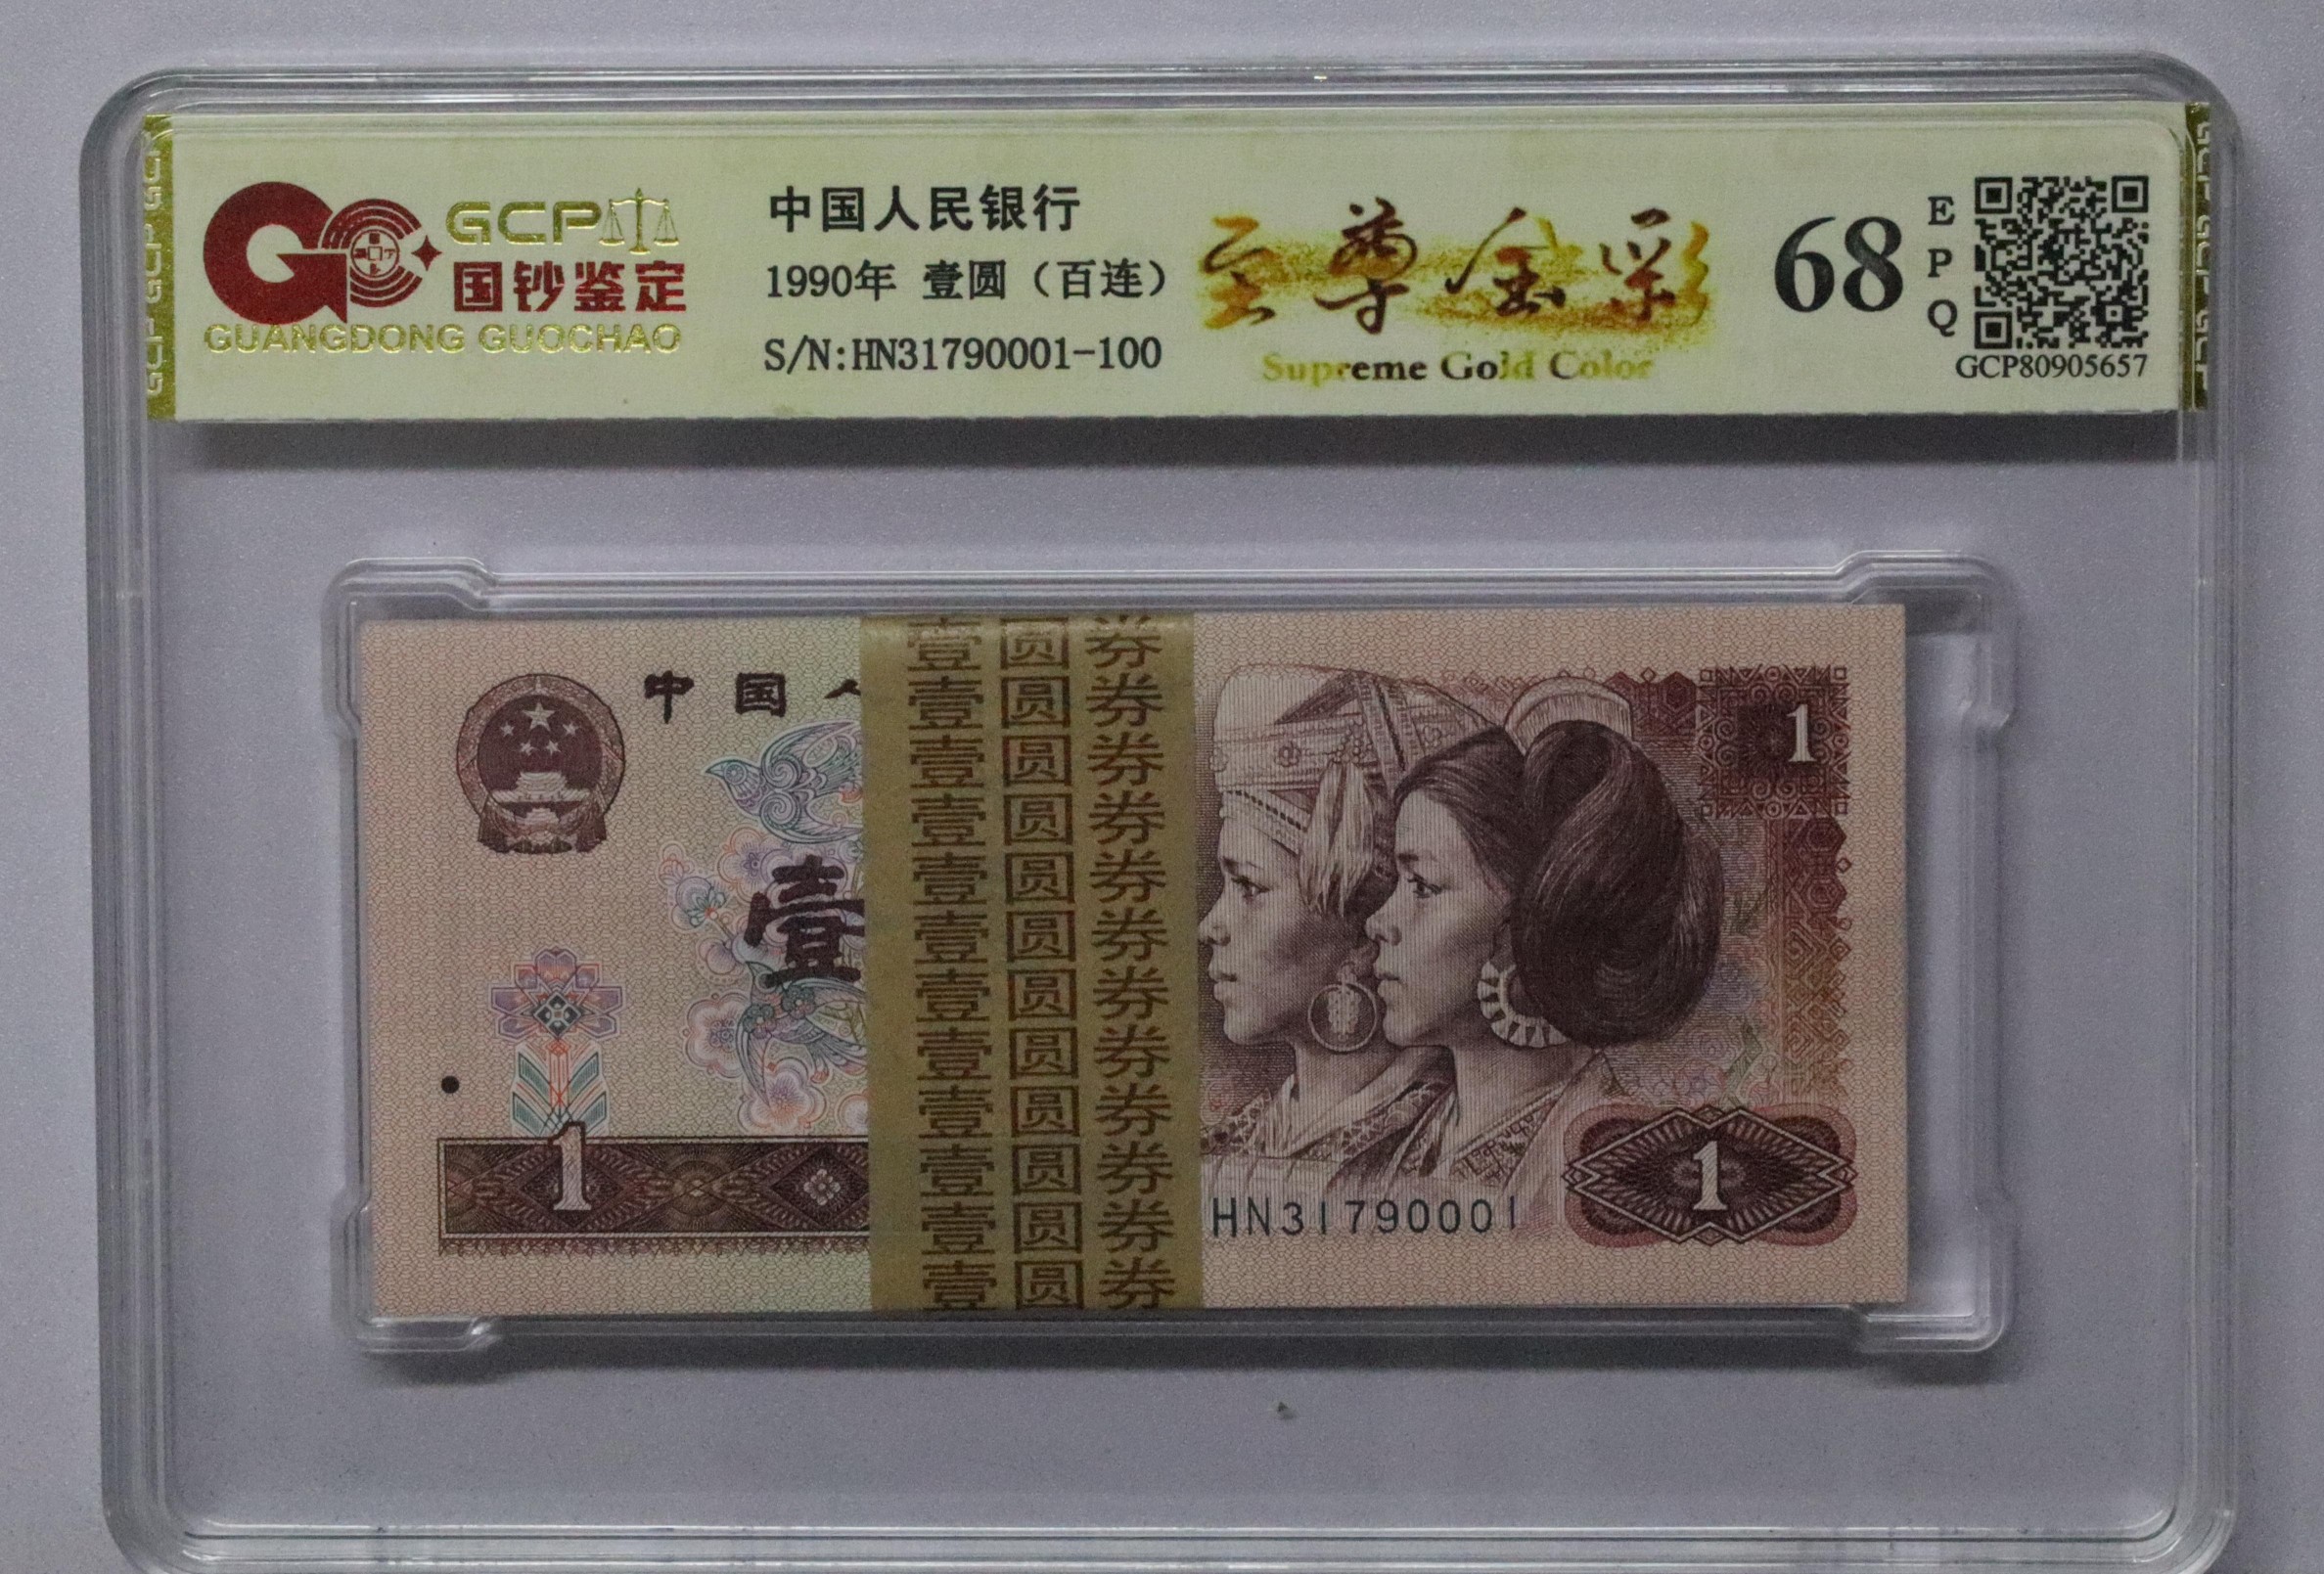 GCP
国钞鉴定
GUANGDONG GUOCHAO
中国人民银行
1990年 壹圆（百连）
S/N:HN31790001-100
至尊金彩
Supreme Gold Color
68
EPQ
GCP80905657
中国人
壹
1
壹圆券
壹圆券
壹圆券
壹圆券
壹圆券
壹圆券
壹圆券
壹圆券
壹圆券
壹圆券
壹圆券
壹圆券
1
HN31790001
1